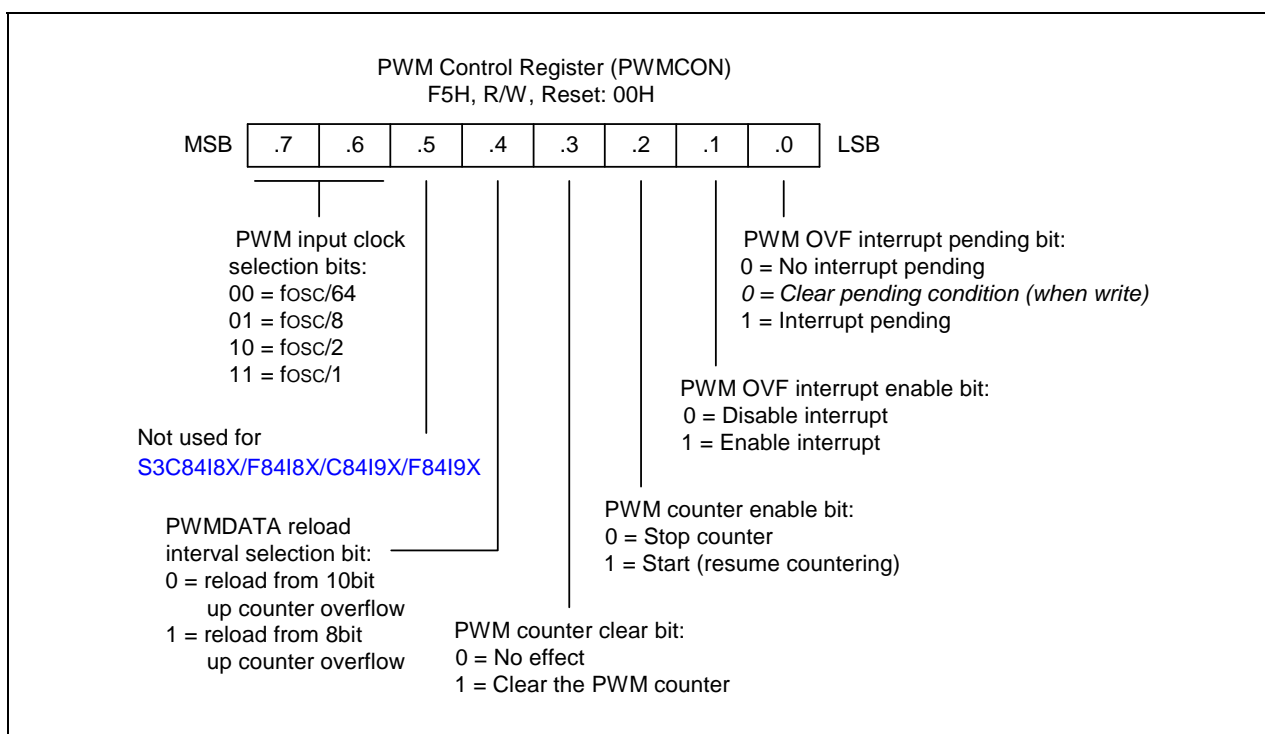 PWM Control Register (PWMCON)
F5H, R/W, Reset: 00H
MSB .7 .6 .5 .4 .3 .2 .1 .0 LSB
PWM input clock
selection bits:
00 = fosc/64
01 = fosc/8
10 = fosc/2
11 = fosc/1
Not used for
S3C84I8X/F84I8X/C84I9X/F84I9X
PWMDATA reload
interval selection bit:
0 = reload from 10bit
up counter overflow
1 = reload from 8bit
up counter overflow
PWM counter clear bit:
0 = No effect
1 = Clear the PWM counter
PWM counter enable bit:
0 = Stop counter
1 = Start (resume countering)
PWM OVF interrupt enable bit:
0 = Disable interrupt
1 = Enable interrupt
PWM OVF interrupt pending bit:
0 = No interrupt pending
0 = Clear pending condition (when write)
1 = Interrupt pending